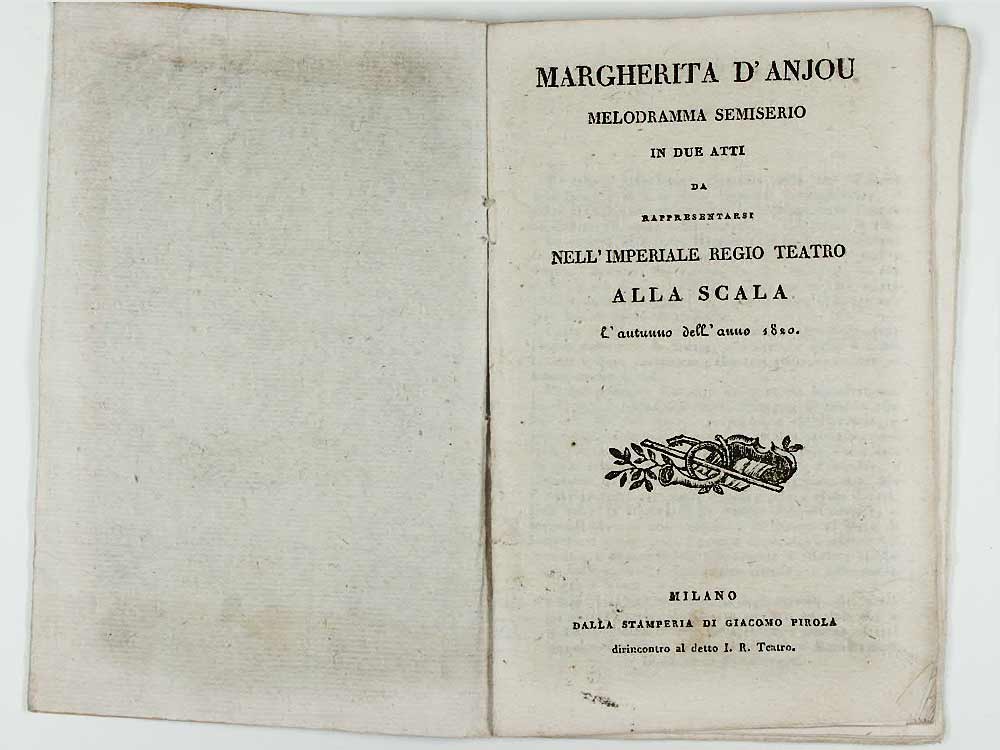 MARGHERITA D'ANJOU
MELODRAMMA SEMISERIO
IN DUE ATTI
DA
RAPPRESENTARSI
NELL'IMPERIALE REGIO TEATRO
ALLA SCALA
l'autunno dell'anno 1820.
MILANO
DALLA STAMPERIA DI GIACOMO PIROLA
dirincontro al detto I. R. Teatro.